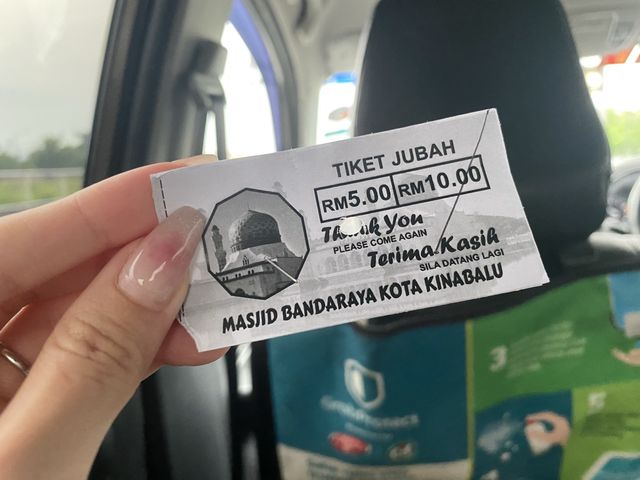 TIKET JUBAH
RM5.00 RM10.00
Thank You
PLEASE COME AGAIN
Terima Kasih
SILA DATANG LAGI
MASJID BANDARAYA KOTA KINABALU
GrabProtect
3